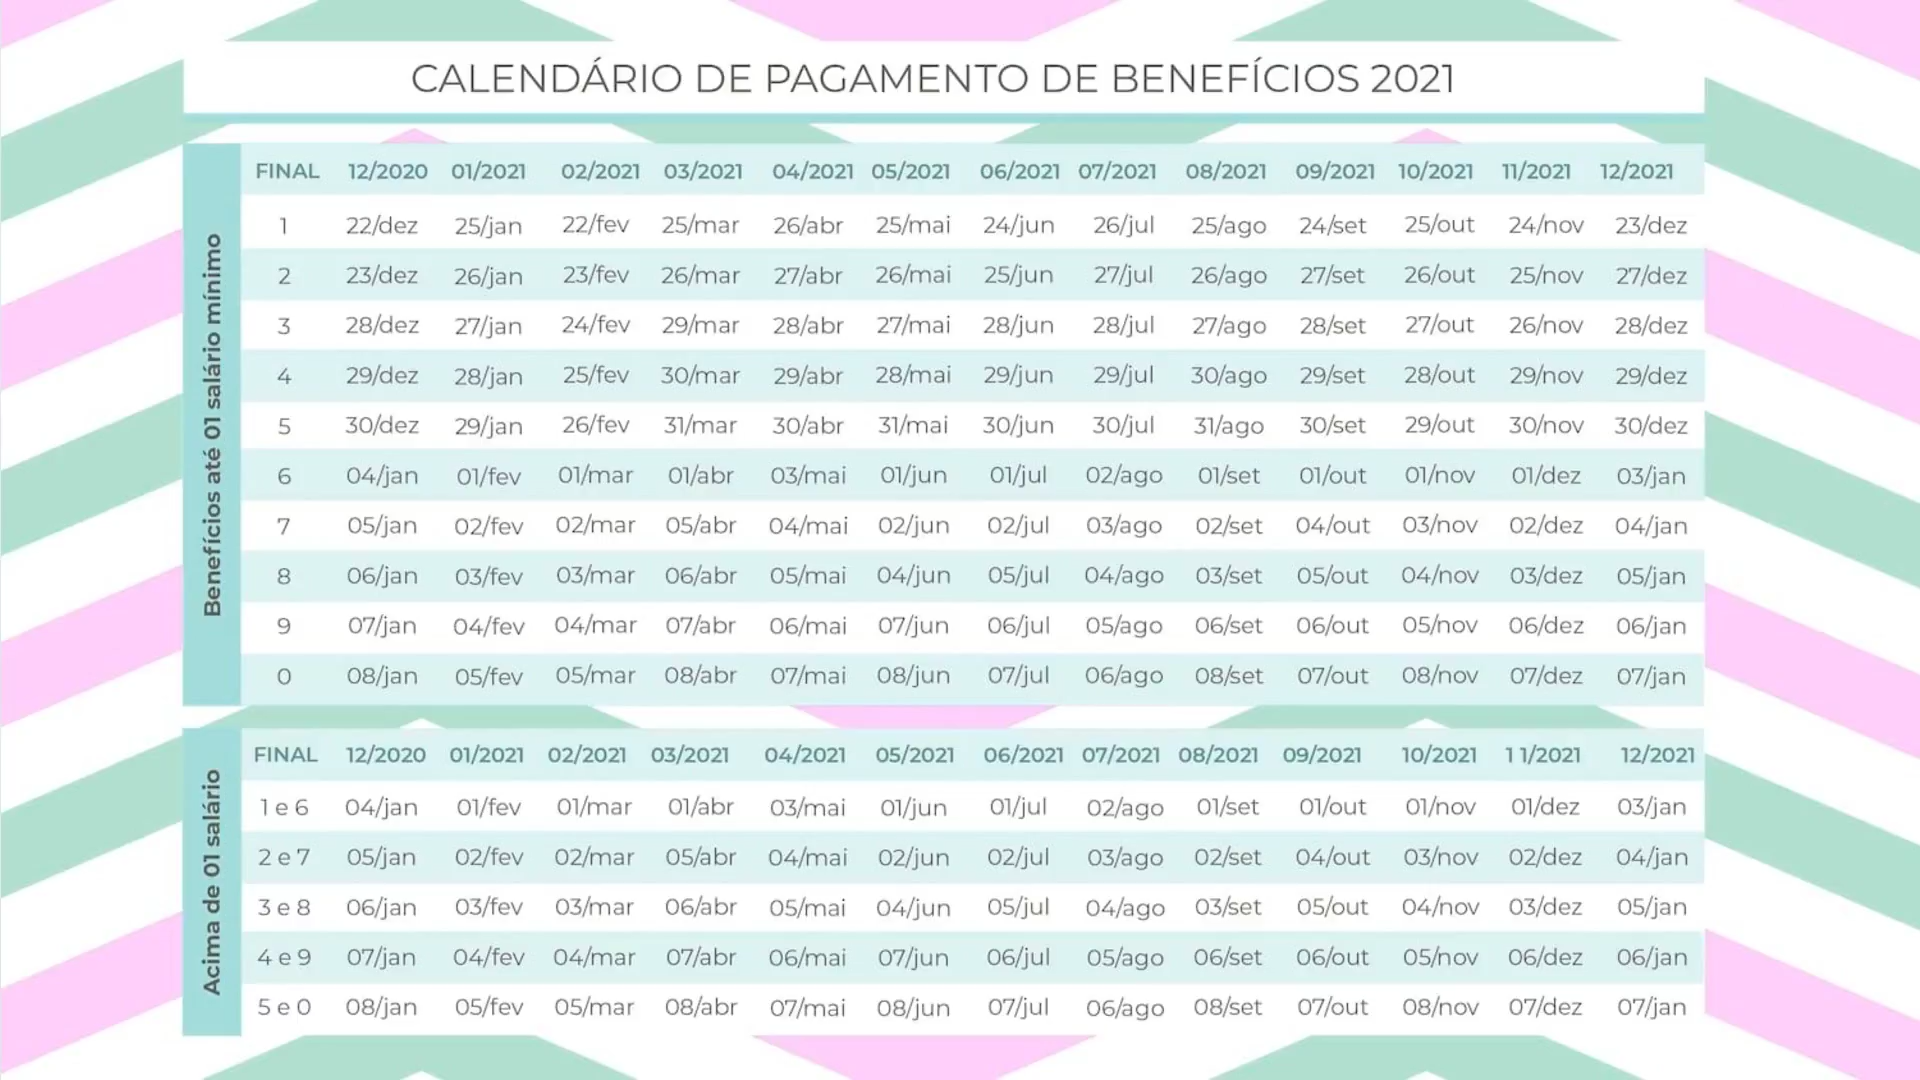 CALENDÁRIO DE PAGAMENTO DE BENEFÍCIOS 2021
Benefícios até 01 salário mínimo
FINAL 12/2020 01/2021 02/2021 03/2021 04/2021 05/2021 06/2021 07/2021 08/2021 09/2021 10/2021 11/2021 12/2021
1 22/dez 25/jan 22/fev 25/mar 26/abr 25/mai 24/jun 26/jul 25/ago 24/set 25/out 24/nov 23/dez
2 23/dez 26/jan 23/fev 26/mar 27/abr 26/mai 25/jun 27/jul 26/ago 27/set 26/out 25/nov 27/dez
3 28/dez 27/jan 24/fev 29/mar 28/abr 27/mai 28/jun 28/jul 27/ago 28/set 27/out 26/nov 28/dez
4 29/dez 28/jan 25/fev 30/mar 29/abr 28/mai 29/jun 29/jul 30/ago 29/set 28/out 29/nov 29/dez
5 30/dez 29/jan 26/fev 31/mar 30/abr 31/mai 30/jun 30/jul 31/ago 30/set 29/out 30/nov 30/dez
6 04/jan 01/fev 01/mar 01/abr 03/mai 01/jun 01/jul 02/ago 01/set 01/out 01/nov 01/dez 03/jan
7 05/jan 02/fev 02/mar 05/abr 04/mai 02/jun 02/jul 03/ago 02/set 04/out 03/nov 02/dez 04/jan
8 06/jan 03/fev 03/mar 06/abr 05/mai 04/jun 05/jul 04/ago 03/set 05/out 04/nov 03/dez 05/jan
9 07/jan 04/fev 04/mar 07/abr 06/mai 07/jun 06/jul 05/ago 06/set 06/out 05/nov 06/dez 06/jan
0 08/jan 05/fev 05/mar 08/abr 07/mai 08/jun 07/jul 06/ago 08/set 07/out 08/nov 07/dez 07/jan
Acima de 01 salário
FINAL 12/2020 01/2021 02/2021 03/2021 04/2021 05/2021 06/2021 07/2021 08/2021 09/2021 10/2021 1 1/2021 12/2021
1 e 6 04/jan 01/fev 01/mar 01/abr 03/mai 01/jun 01/jul 02/ago 01/set 01/out 01/nov 01/dez 03/jan
2 e 7 05/jan 02/fev 02/mar 05/abr 04/mai 02/jun 02/jul 03/ago 02/set 04/out 03/nov 02/dez 04/jan
3 e 8 06/jan 03/fev 03/mar 06/abr 05/mai 04/jun 05/jul 04/ago 03/set 05/out 04/nov 03/dez 05/jan
4 e 9 07/jan 04/fev 04/mar 07/abr 06/mai 07/jun 06/jul 05/ago 06/set 06/out 05/nov 06/dez 06/jan
5 e 0 08/jan 05/fev 05/mar 08/abr 07/mai 08/jun 07/jul 06/ago 08/set 07/out 08/nov 07/dez 07/jan